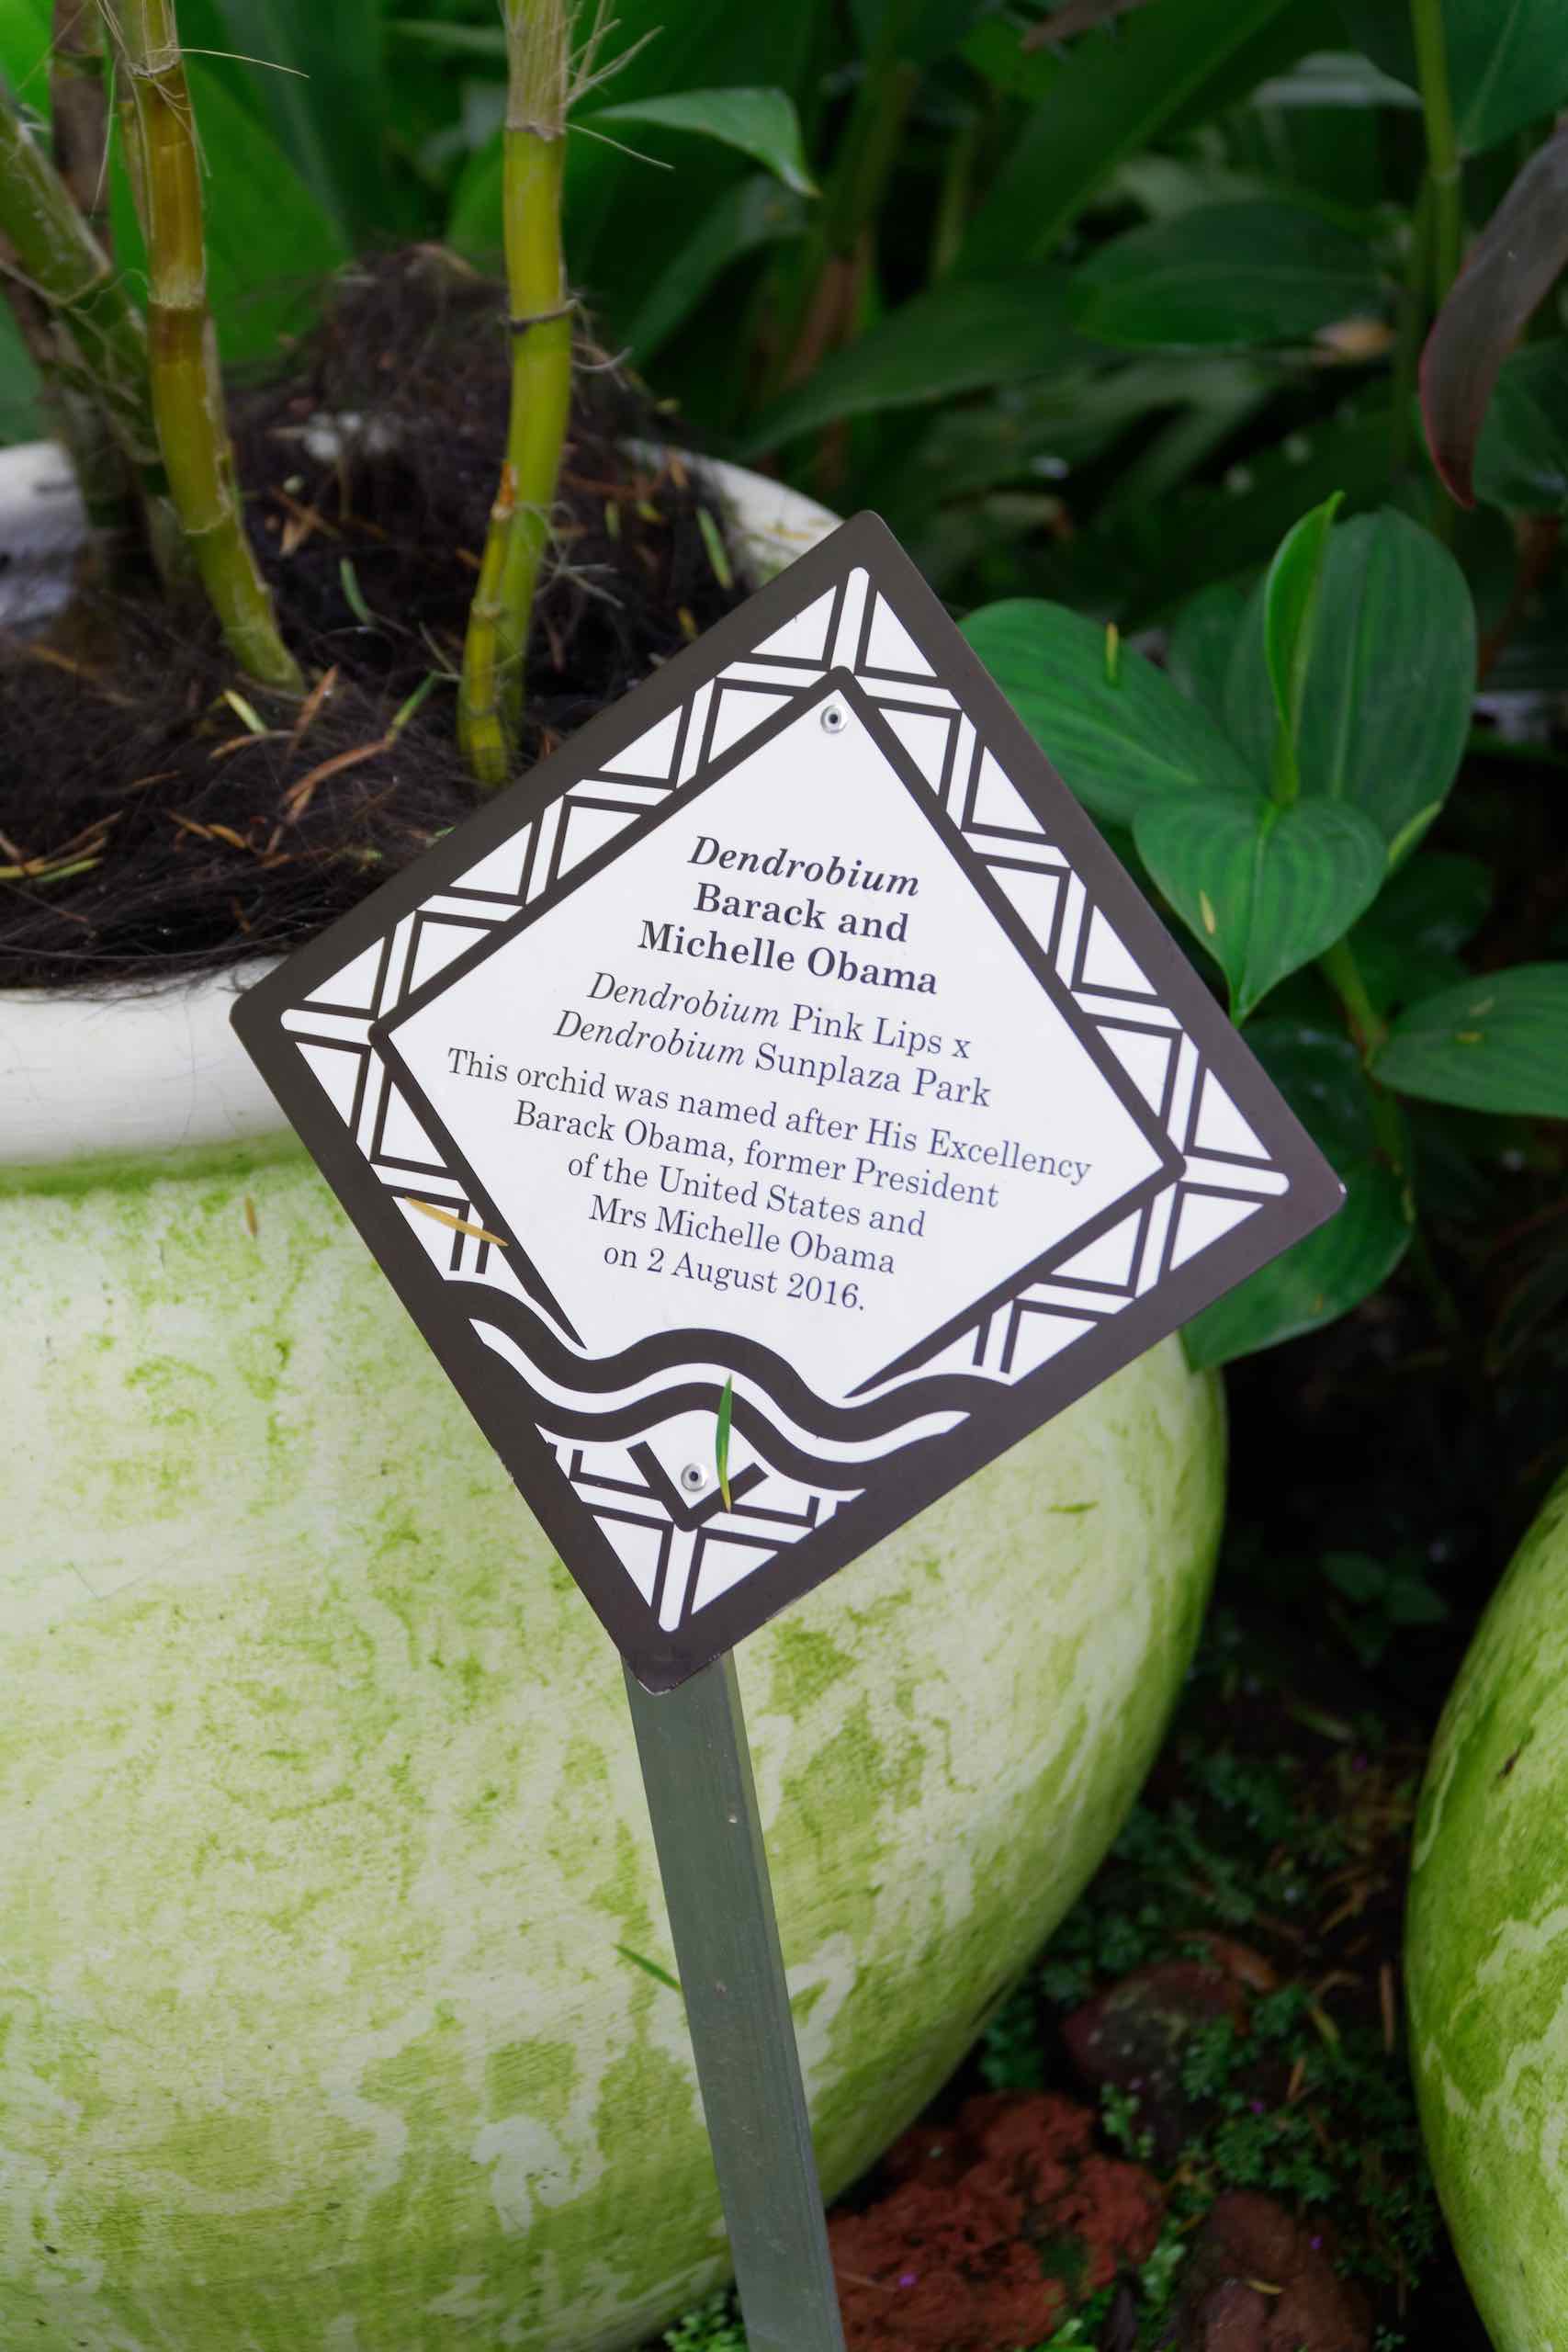 Dendrobium
Barack and
Michelle Obama
Dendrobium Pink Lips x
Dendrobium Sunplaza Park
This orchid was named after His Excellency
Barack Obama, former President
of the United States and
Mrs Michelle Obama
on 2 August 2016.